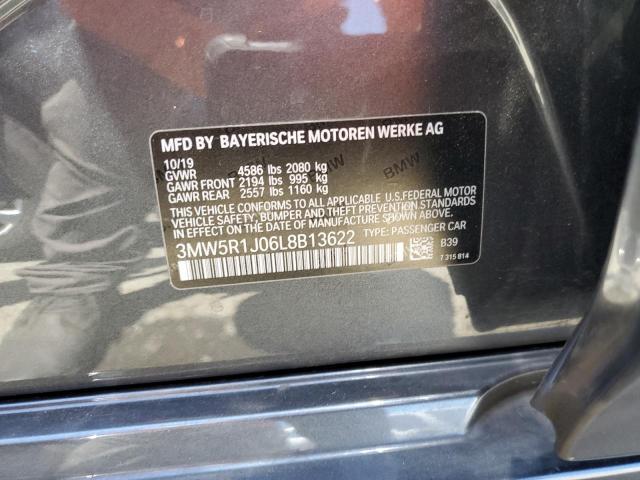 MFD BY BAYERISCHE MOTOREN WERKE AG
10/19
GVWR 4586 lbs 2080 kg
GAWR FRONT 2194 lbs 995 kg
GAWR REAR 2557 lbs 1160 kg
THIS VEHICLE CONFORMS TO ALL APPLICABLE U.S.FEDERAL MOTOR
VEHICLE SAFETY, BUMPER AND THEFT PREVENTION STANDARDS
IN EFFECT ON THE DATE OF MANUFACTURE SHOWN ABOVE.
3MW5R1J06L8B13622 TYPE: PASSENGER CAR
B39
7 315 814
BMW
BMW